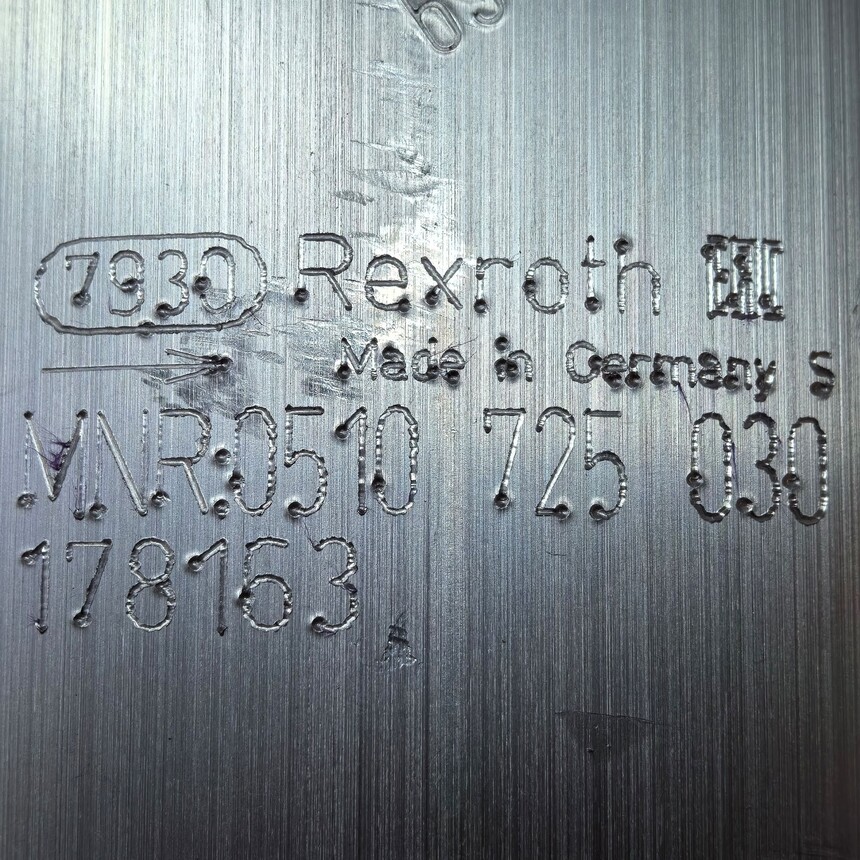 7930 Rexroth
Made in Germany S
MNR:0510 725 030
178163